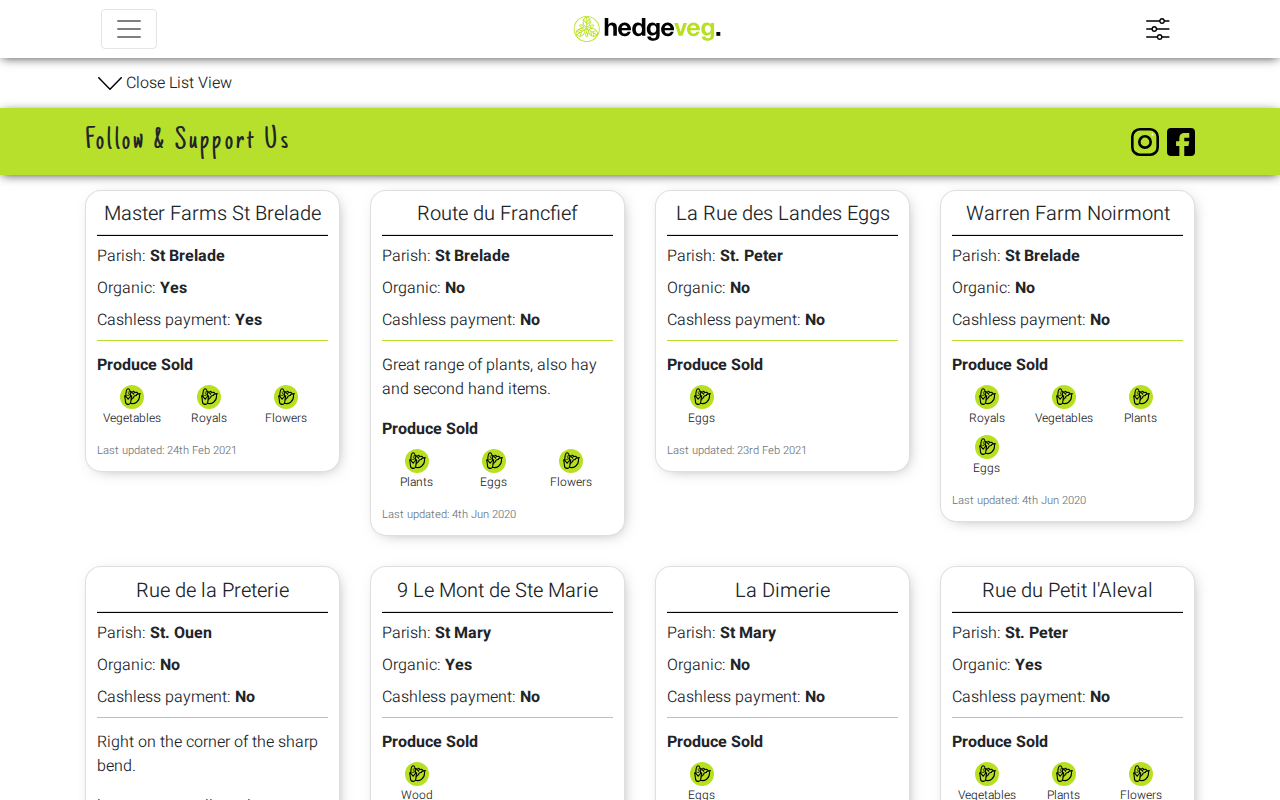 hedgeveg.
Close List View
Follow & Support Us
Master Farms St Brelade
Parish: St Brelade
Organic: Yes
Cashless payment: Yes
Produce Sold
Vegetables Royals Flowers
Last updated: 24th Feb 2021
Route du Francfief
Parish: St Brelade
Organic: No
Cashless payment: No
Great range of plants, also hay
and second hand items.
Produce Sold
Plants Eggs Flowers
Last updated: 4th Jun 2020
La Rue des Landes Eggs
Parish: St. Peter
Organic: No
Cashless payment: No
Produce Sold
Eggs
Last updated: 23rd Feb 2021
Warren Farm Noirmont
Parish: St Brelade
Organic: No
Cashless payment: No
Produce Sold
Royals Vegetables Plants
Eggs
Last updated: 4th Jun 2020
Rue de la Preterie
Parish: St. Ouen
Organic: No
Cashless payment: No
Right on the corner of the sharp
bend.
9 Le Mont de Ste Marie
Parish: St Mary
Organic: Yes
Cashless payment: No
Produce Sold
Wood
La Dimerie
Parish: St Mary
Organic: No
Cashless payment: No
Produce Sold
Eggs
Rue du Petit l'Aleval
Parish: St. Peter
Organic: Yes
Cashless payment: No
Produce Sold
Vegetables Plants Flowers